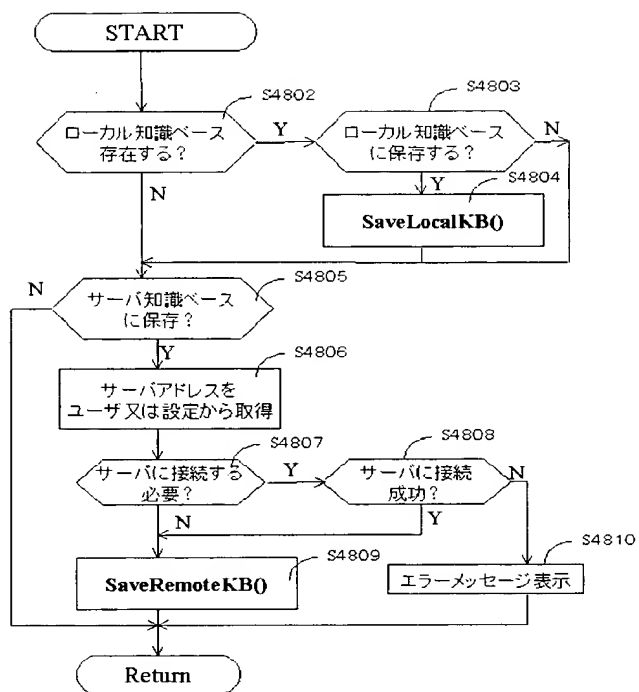 START
S4802
S4803
ローカル知識ベース
存在する？
Y
ローカル知識ベース
に保存する？
N
N
Y
S4804
SaveLocalKB()
S4805
N
サーバ知識ベース
に保存？
Y
S4806
サーバアドレスを
ユーザ又は設定から取得
S4807
S4808
サーバに接続する
必要？
Y
サーバに接続
成功？
N
N
Y
S4809
S4810
SaveRemoteKB()
エラーメッセージ表示
Return